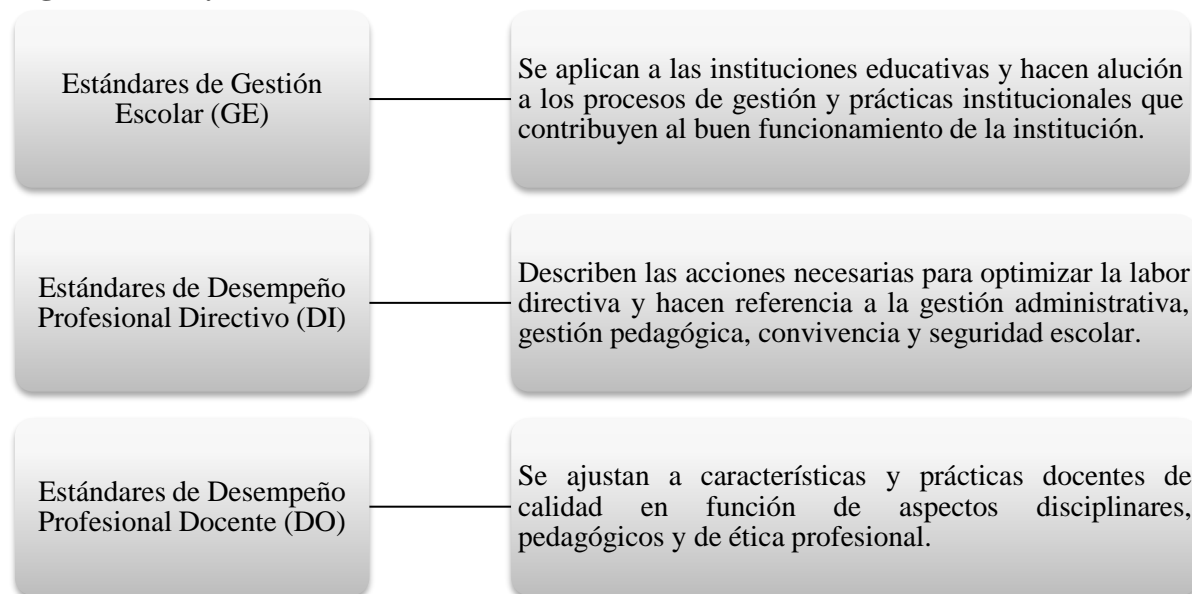 Estándares de Gestión
Escolar (GE)
Se aplican a las instituciones educativas y hacen alución
a los procesos de gestión y prácticas institucionales que
contribuyen al buen funcionamiento de la institución.
Estándares de Desempeño
Profesional Directivo (DI)
Describen las acciones necesarias para optimizar la labor
directiva y hacen referencia a la gestión administrativa,
gestión pedagógica, convivencia y seguridad escolar.
Estándares de Desempeño
Profesional Docente (DO)
Se ajustan a características y prácticas docentes de
calidad en función de aspectos disciplinares,
pedagógicos y de ética profesional.